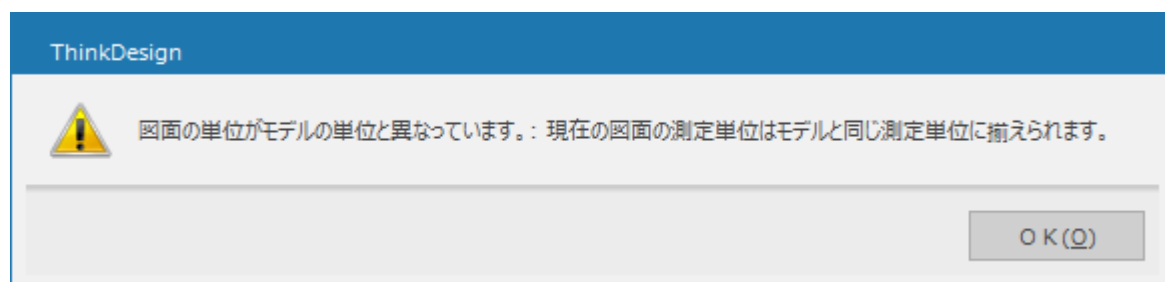 ThinkDesign
図面の単位がモデルの単位と異なっています。: 現在の図面の測定単位はモデルと同じ測定単位に揃えられます。
O K(O)